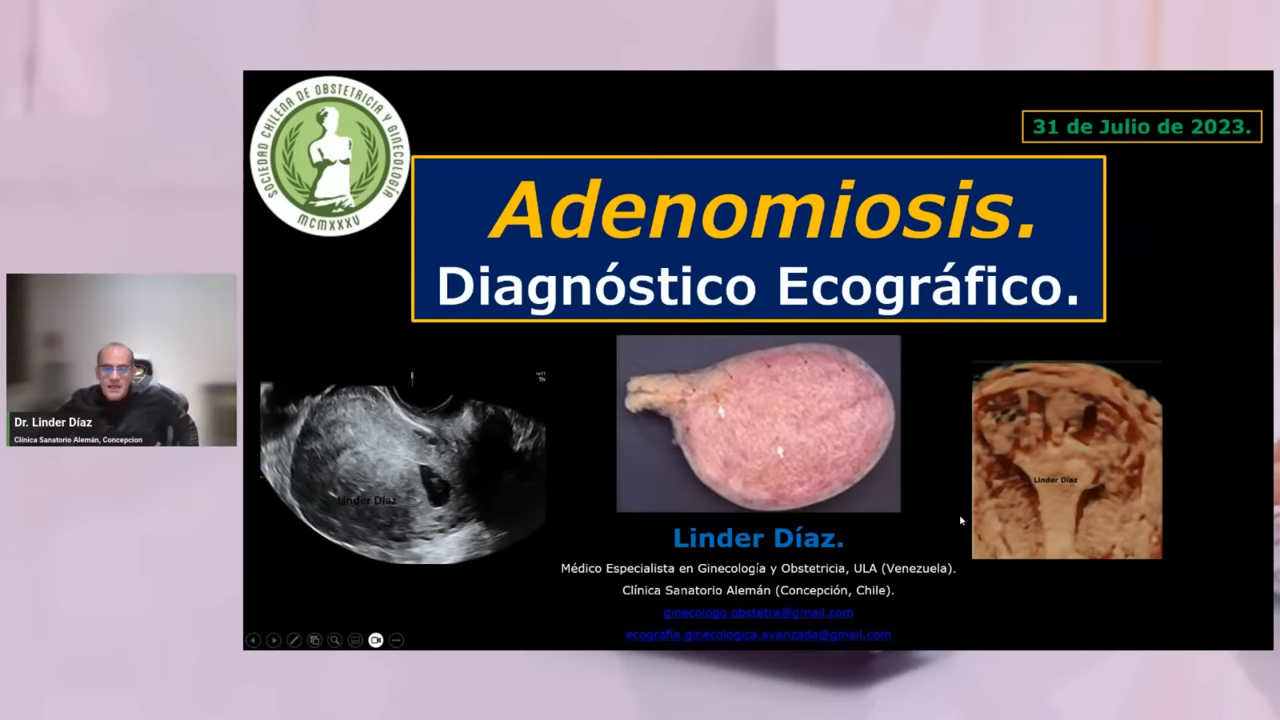 SOCIEDAD CHILENA DE OBSTETRICIA Y GINECOLOGÍA
MCMXXXV
31 de Julio de 2023.
Adenomiosis.
Diagnóstico Ecográfico.
Dr. Linder Díaz
Clínica Sanatorio Alemán, Concepcion
Linder Díaz
Linder Díaz
Linder Díaz.
Médico Especialista en Ginecología y Obstetricia, ULA (Venezuela).
Clínica Sanatorio Alemán (Concepción, Chile).
ginecologo.obstetra@gmail.com
ecografia.ginecologica.avanzada@gmail.com